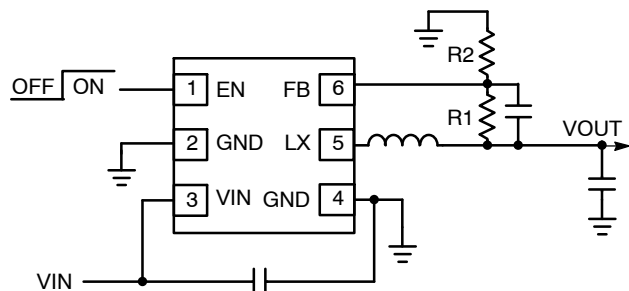 R2
OFF ON
1 EN FB 6
R1
2 GND LX 5
VOUT
3 VIN GND 4
VIN